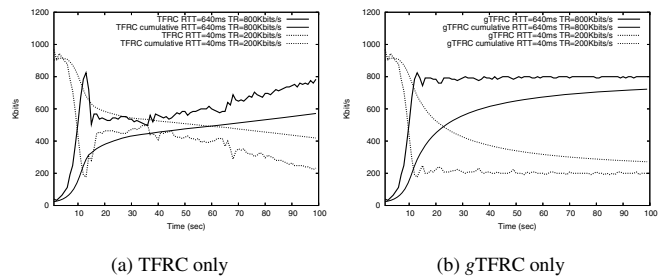 TFRC RTT=640ms TR=800Kbits/s
TFRC cumulative RTT=640ms TR=800Kbits/s
TFRC RTT=40ms TR=200Kbits/s
TFRC cumulative RTT=40ms TR=200Kbits/s
1200
1000
800
600
400
200
0
Kbit/s
10 20 30 40 50 60 70 80 90 100
Time (sec)
(a) TFRC only
gTFRC RTT=640ms TR=800Kbits/s
gTFRC cumulative RTT=640ms TR=800Kbits/s
gTFRC RTT=40ms TR=200Kbits/s
gTFRC cumulative RTT=40ms TR=200Kbits/s
1200
1000
800
600
400
200
0
Kbit/s
10 20 30 40 50 60 70 80 90 100
Time (sec)
(b) gTFRC only